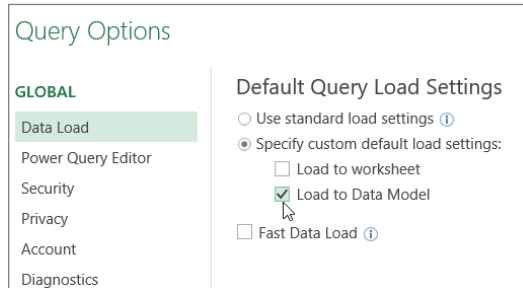 Query Options
GLOBAL
Data Load
Power Query Editor
Security
Privacy
Account
Diagnostics
Default Query Load Settings
Use standard load settings
Specify custom default load settings:
Load to worksheet
Load to Data Model
Fast Data Load